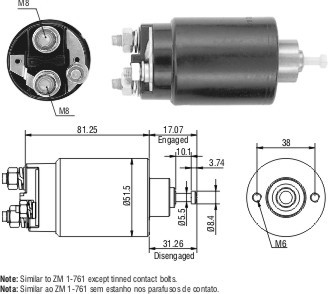 M8
M8
81.25
17.07
Engaged
10.1
3.74
38
Ø51.5
Ø5.5
Ø8.4
M6
31.26
Disengaged
Note: Similar to ZM 1-761 except tinned contact bolts.
Nota: Similar ao ZM 1-761 sem estanho nos parafusos de contato.